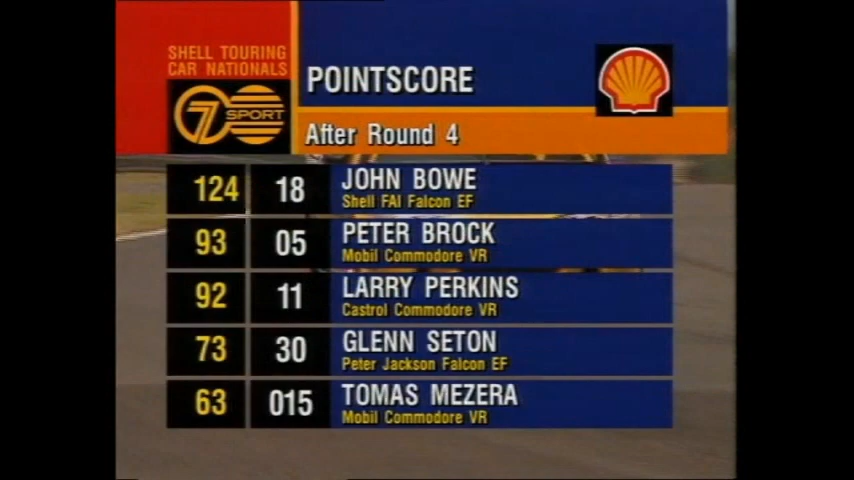 SHELL TOURING
CAR NATIONALS
7 SPORT
POINTSCORE
After Round 4
124 18 JOHN BOWE
Shell FAI Falcon EF
93 05 PETER BROCK
Mobil Commodore VR
92 11 LARRY PERKINS
Castrol Commodore VR
73 30 GLENN SETON
Peter Jackson Falcon EF
63 015 TOMAS MEZERA
Mobil Commodore VR